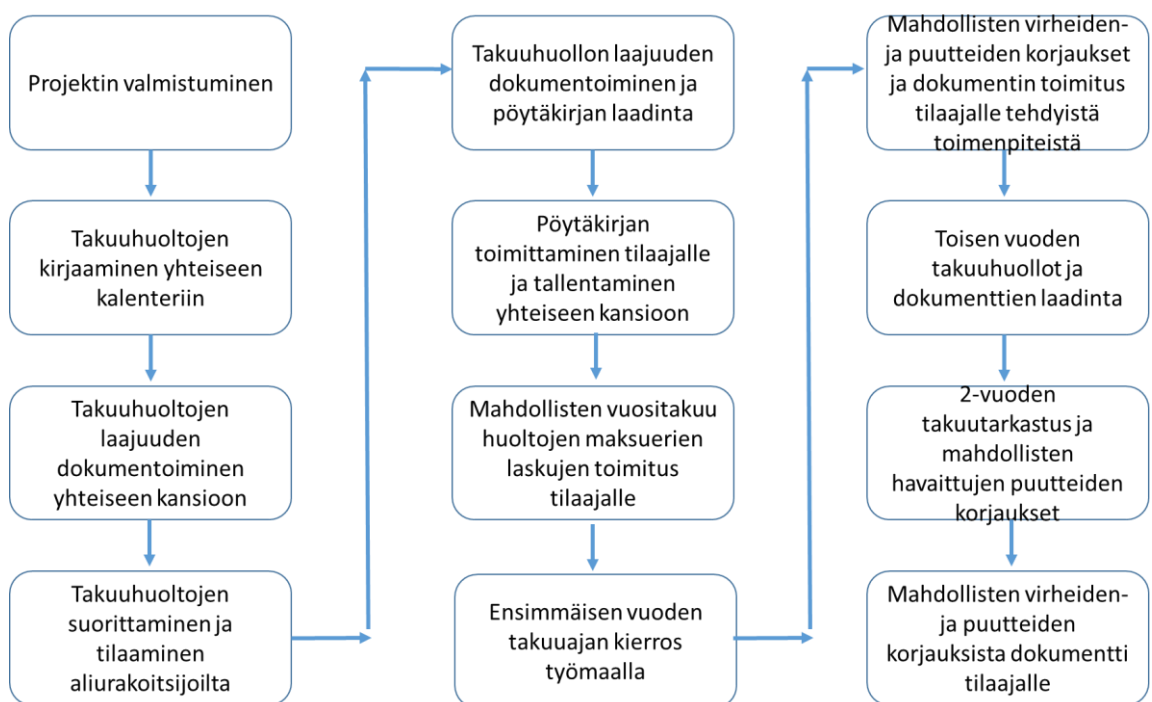 Projektin valmistuminen
Takuuhuoltojen
kirjaaminen yhteiseen
kalenteriin
Takuuhuoltojen
laajuuden
dokumentoiminen
yhteiseen kansioon
Takuuhuoltojen
suorittaminen ja
tilaaminen
aliurakoitsijoilta
Takuuhuollon laajuuden
dokumentoiminen ja
pöytäkirjan laadinta
Pöytäkirjan
toimittaminen tilaajalle
ja tallentaminen
yhteiseen kansioon
Mahdollisten vuositakuu
huoltojen maksuerien
laskujen toimitus
tilaajalle
Ensimmäisen vuoden
takuuajan kierros
työmaalla
Mahdollisten virheiden-
ja puutteiden korjaukset
ja dokumentin toimitus
tilaajalle tehdyistä
toimenpiteistä
Toisen vuoden
takuuhuollot ja
dokumenttien laadinta
2-vuoden
takuutarkastus ja
mahdollisten
havaittujen puutteiden
korjaukset
Mahdollisten virheiden-
ja puutteiden
korjauksista dokumentti
tilaajalle